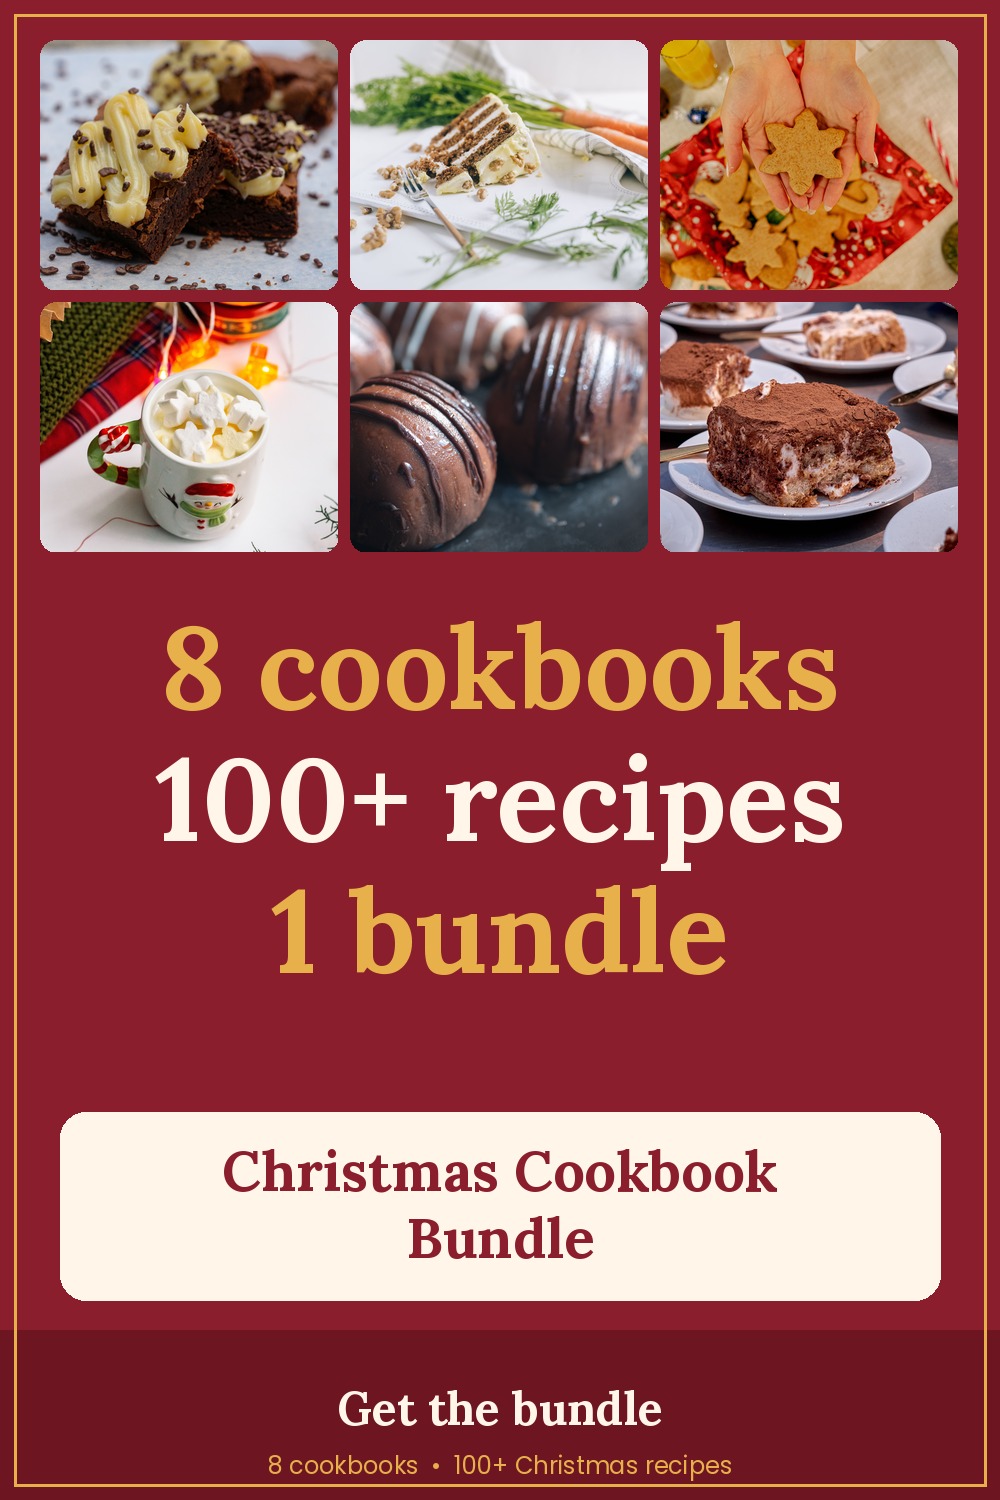 8 cookbooks
100+ recipes
1 bundle
Christmas Cookbook
Bundle
Get the bundle
8 cookbooks • 100+ Christmas recipes